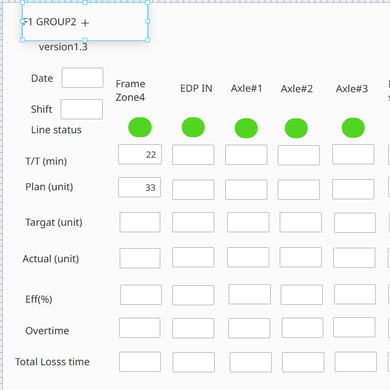 F1 GROUP2
version1.3
Date
Shift
Line status
Frame Zone4
EDP IN
Axle#1
Axle#2
Axle#3
T/T (min)
22
Plan (unit)
33
Targat (unit)
Actual (unit)
Eff(%)
Overtime
Total Losss time